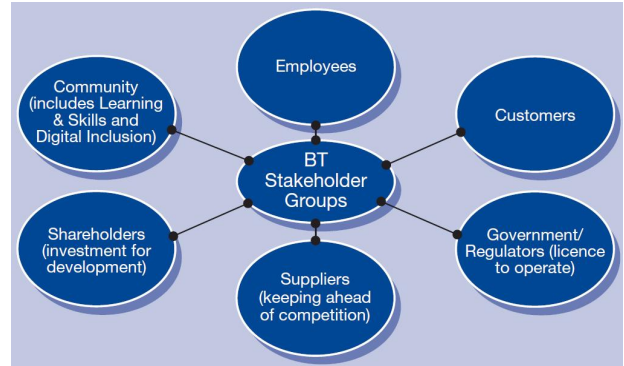 Employees
Community
(includes Learning
& Skills and
Digital Inclusion)
Customers
BT
Stakeholder
Groups
Shareholders
(investment for
development)
Government/
Regulators (licence
to operate)
Suppliers
(keeping ahead
of competition)